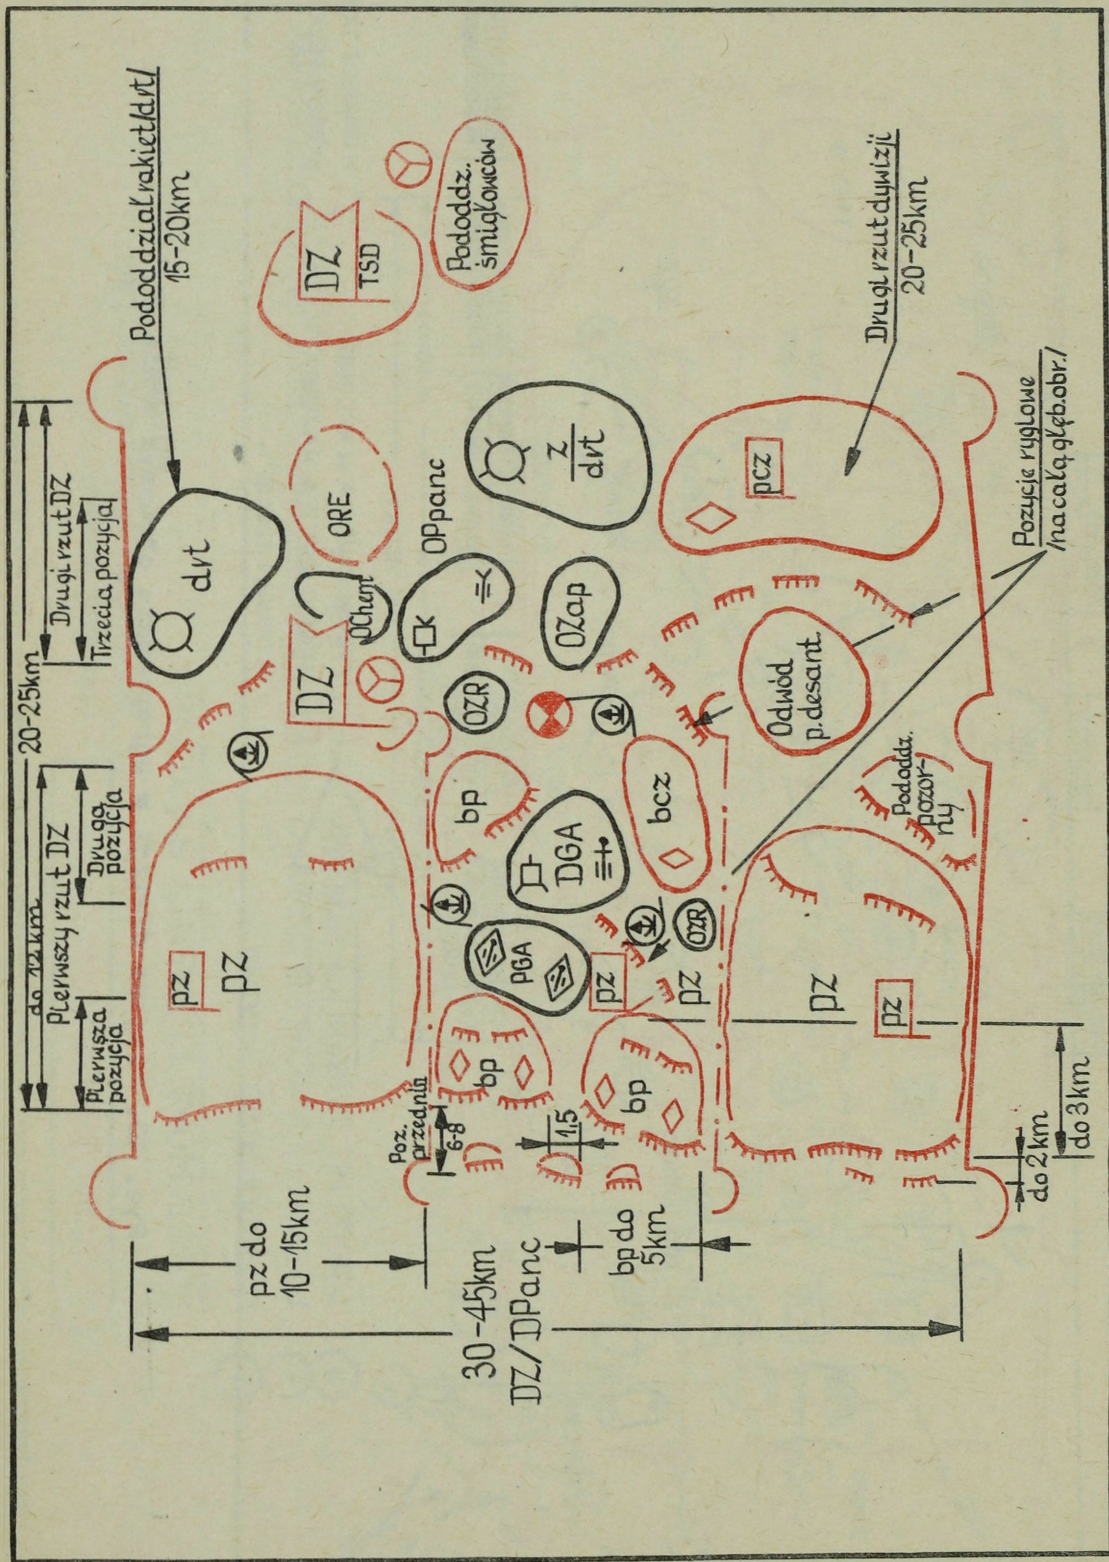 20-25km
do 12km
Pierwszy rzut DZ
Pierwsza
pozycja
Druga
pozycja
Drugi rzut DZ
Trzecia pozycja
Pododdział rakiet/drt/
15-20km
pz
pz
drt
DZ
OChem
ORE
DZ
TSD
Pododdz.
śmigłowców
Poz.
przednia
6-8
bp
bp
OZR
OPpanc
PGA
DGA
OZap
z
drt
1,5
bp
pz
pz
OZR
bcz
Odwód
p.desant
pcz
Drugi rzut dywizji
20-25km
pz
pz
Pododdz.
pozor-
ny
Pozycje ryglowe
/na całą głęb.obr./
pz do
10-15km
30-45km
DZ/DPanc
bp do
5km
do 2km
do 3km